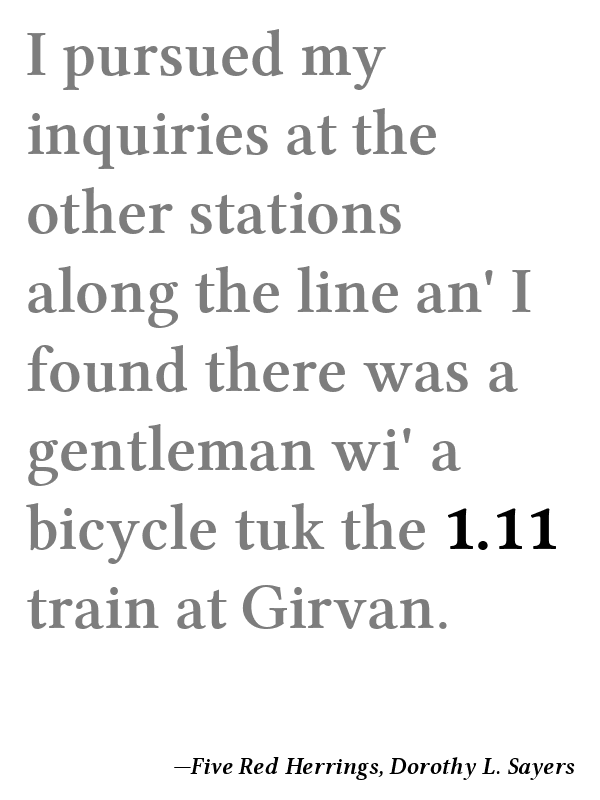 I pursued my
inquiries at the
other stations
along the line an' I
found there was a
gentleman wi' a
bicycle tuk the 1.11
train at Girvan.
—Five Red Herrings, Dorothy L. Sayers